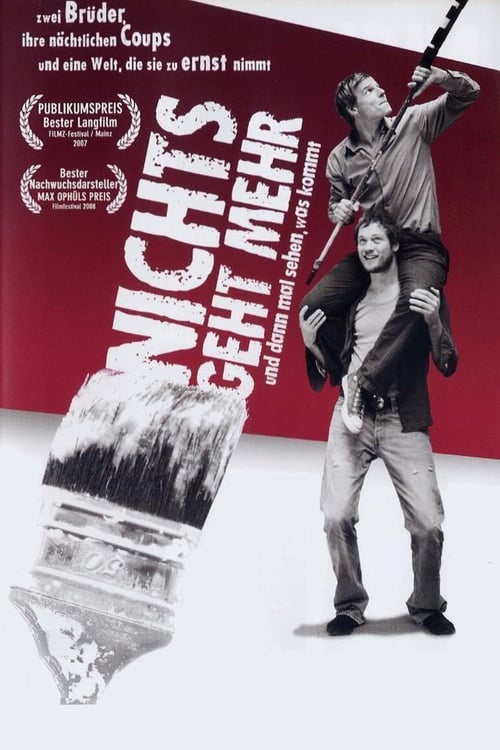 zwei Brüder,
ihre nächtlichen Coups
und eine Welt, die sie zu ernst nimmt
PUBLIKUMSPREIS
Bester Langfilm
FILMZ-Festival / Mainz
2007
Bester
Nachwuchsdarsteller
MAX OPHÜLS PREIS
Filmfestival 2008
NICHTS
GEHT MEHR
und dann mal sehen, was kommt